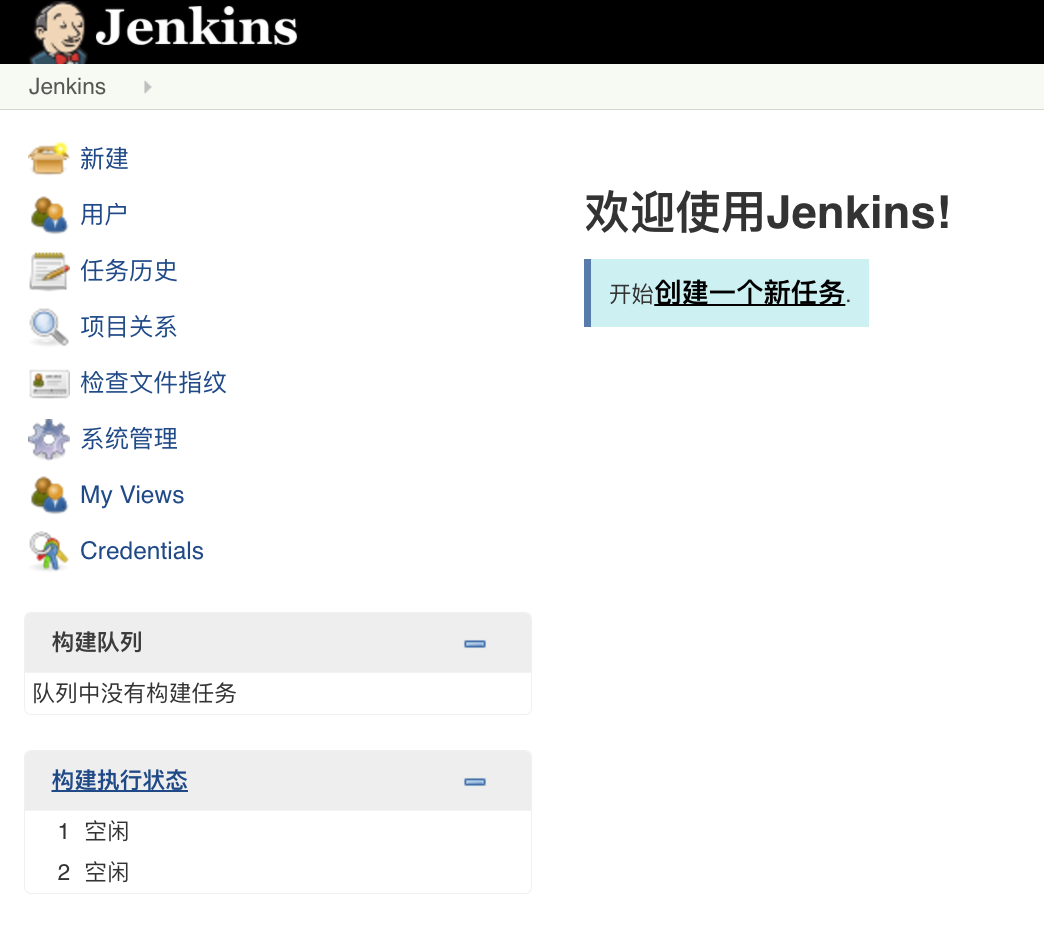 Jenkins
Jenkins
新建
用户
任务历史
项目关系
检查文件指纹
系统管理
My Views
Credentials
构建队列
队列中没有构建任务
构建执行状态
1 空闲
2 空闲
欢迎使用Jenkins!
开始创建一个新任务.